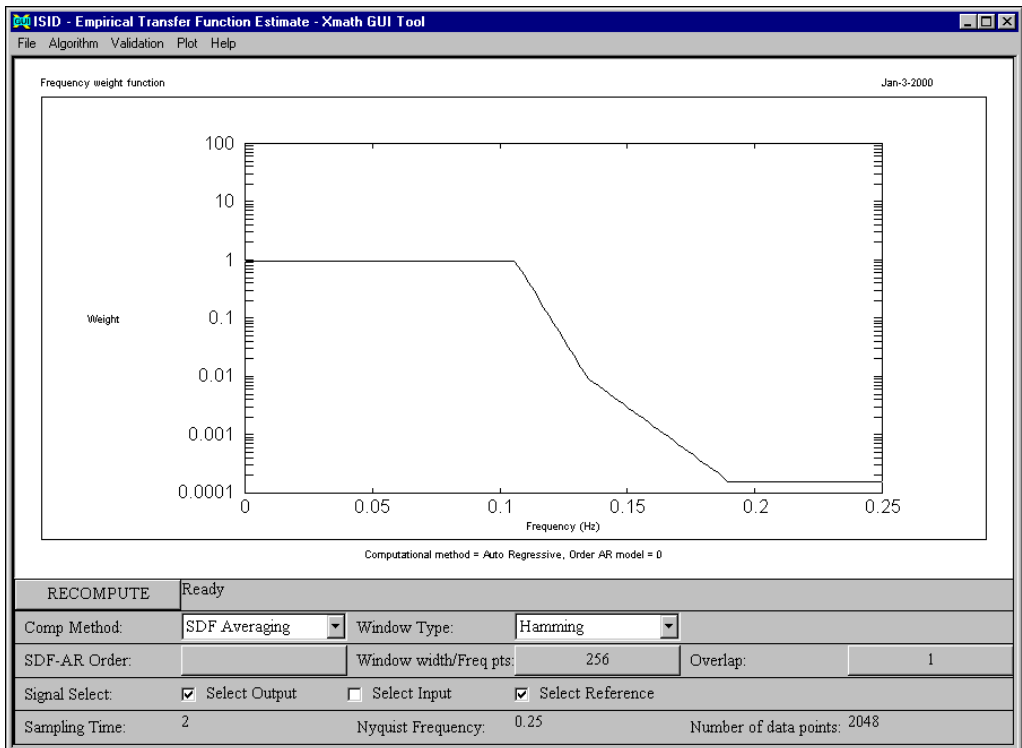 ISID - Empirical Transfer Function Estimate - Xmath GUI Tool
File Algorithm Validation Plot Help
Frequency weight function Jan-3-2000
100
10
1
Weight 0.1
0.01
0.001
0.0001
0 0.05 0.1 0.15 0.2 0.25
Frequency (Hz)
Computational method = Auto Regressive, Order AR model = 0
RECOMPUTE Ready
Comp Method: SDF Averaging Window Type: Hamming
SDF-AR Order: Window width/Freq pts: 256 Overlap: 1
Signal Select: Select Output Select Input Select Reference
Sampling Time: 2 Nyquist Frequency: 0.25 Number of data points: 2048